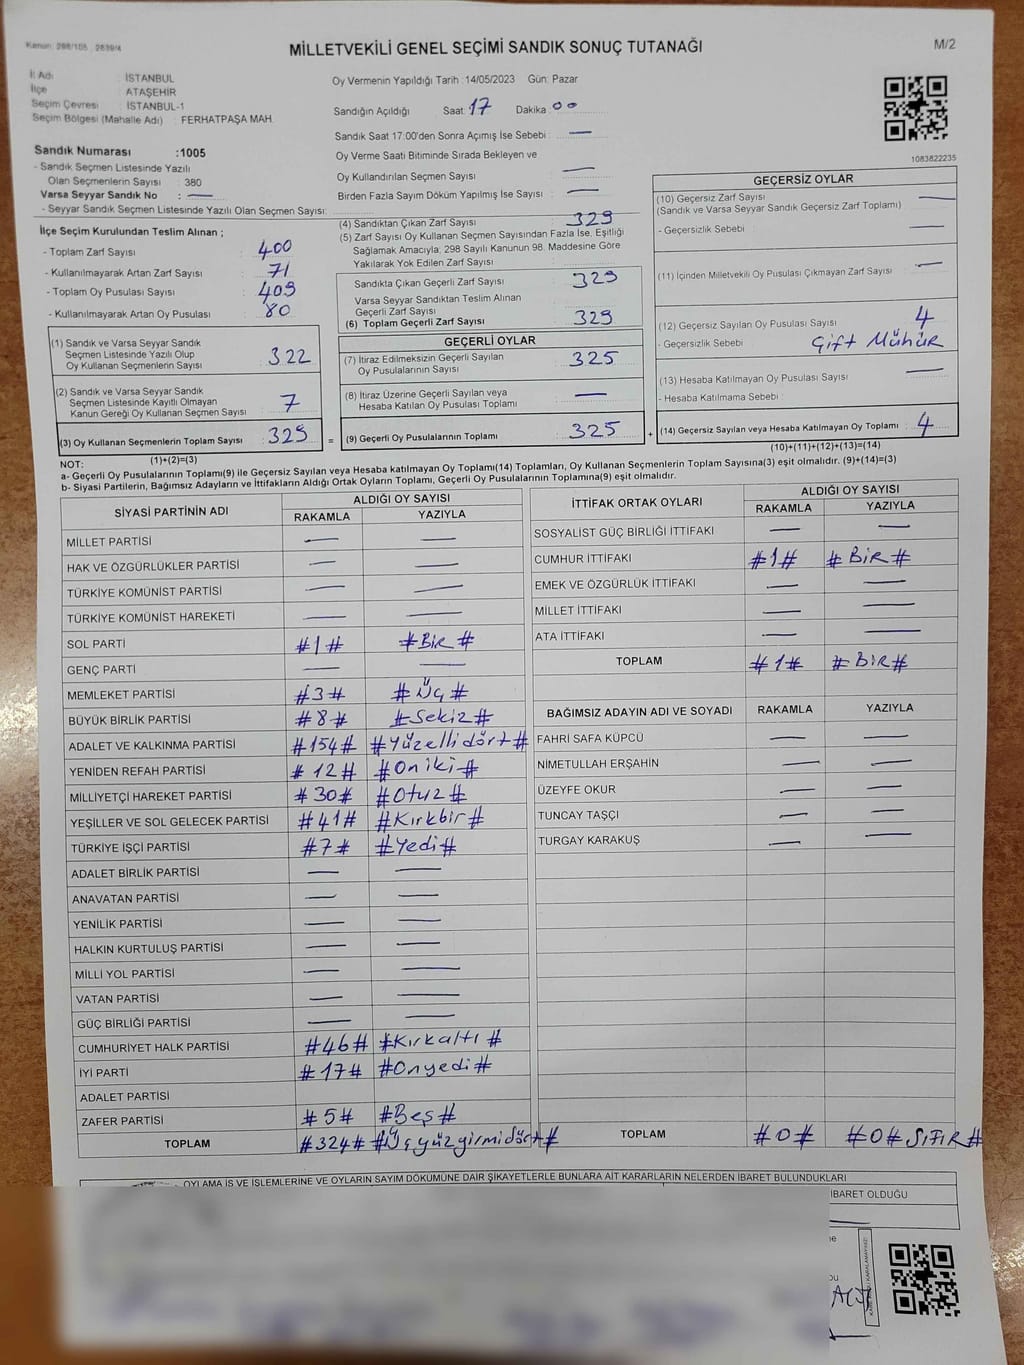 Kanun: 298/105 , 2839/4
MİLLETVEKİLİ GENEL SEÇİMİ SANDIK SONUÇ TUTANAĞI
M/2
İl Adı : İSTANBUL
İlçe : ATAŞEHİR
Seçim Çevresi : İSTANBUL-1
Seçim Bölgesi (Mahalle Adı) : FERHATPAŞA MAH.
Sandık Numarası :1005
- Sandık Seçmen Listesinde Yazılı
Olan Seçmenlerin Sayısı : 380
Varsa Seyyar Sandık No : —
- Seyyar Sandık Seçmen Listesinde Yazılı Olan Seçmen Sayısı:
Oy Vermenin Yapıldığı Tarih :14/05/2023 Gün: Pazar
Sandığın Açıldığı Saat: 17 Dakika: 00
Sandık Saat 17:00'den Sonra Açımış İse Sebebi : —
Oy Verme Saati Bitiminde Sırada Bekleyen ve
Oy Kullandırılan Seçmen Sayısı : —
Birden Fazla Sayım Döküm Yapılmış İse Sayısı : —
1083822235
İlçe Seçim Kurulundan Teslim Alınan ;
- Toplam Zarf Sayısı : 400
- Kullanılmayarak Artan Zarf Sayısı : 71
- Toplam Oy Pusulası Sayısı : 409
- Kullanılmayarak Artan Oy Pusulası : 80
(1) Sandık ve Varsa Seyyar Sandık
Seçmen Listesinde Yazılı Olup
Oy Kullanan Seçmenlerin Sayısı : 322
(2) Sandık ve Varsa Seyyar Sandık
Seçmen Listesinde Kayıtlı Olmayan
Kanun Gereği Oy Kullanan Seçmen Sayısı : 7
(3) Oy Kullanan Seçmenlerin Toplam Sayısı : 329 =
(1)+(2)=(3)
(4) Sandıktan Çıkan Zarf Sayısı : 329
(5) Zarf Sayısı Oy Kullanan Seçmen Sayısından Fazla İse, Eşitliği
Sağlamak Amacıyla, 298 Sayılı Kanunun 98. Maddesine Göre
Yakılarak Yok Edilen Zarf Sayısı :
Sandıkta Çıkan Geçerli Zarf Sayısı : 329
Varsa Seyyar Sandıktan Teslim Alınan
Geçerli Zarf Sayısı :
(6) Toplam Geçerli Zarf Sayısı : 329
GEÇERLİ OYLAR
(7) İtiraz Edilmeksizin Geçerli Sayılan
Oy Pusulalarının Sayısı : 325
(8) İtiraz Üzerine Geçerli Sayılan veya
Hesaba Katılan Oy Pusulası Toplamı : —
(9) Geçerli Oy Pusulalarının Toplamı : 325 +
GEÇERSİZ OYLAR
(10) Geçersiz Zarf Sayısı : —
(Sandık ve Varsa Seyyar Sandık Geçersiz Zarf Toplamı)
- Geçersizlik Sebebi :
(11) İçinden Milletvekili Oy Pusulası Çıkmayan Zarf Sayısı : —
(12) Geçersiz Sayılan Oy Pusulası Sayısı : 4
- Geçersizlik Sebebi : Çift Mühür
(13) Hesaba Katılmayan Oy Pusulası Sayısı : —
- Hesaba Katılmama Sebebi :
(14) Geçersiz Sayılan veya Hesaba Katılmayan Oy Toplamı : 4
(10)+(11)+(12)+(13)=(14)
NOT:
a- Geçerli Oy Pusulasının Toplamı(9) ile Geçersiz Sayılan veya Hesaba katılmayan Oy Toplamı(14) Toplamları, Oy Kullanan Seçmenlerin Toplam Sayısına(3) eşit olmalıdır. (9)+(14)=(3)
b- Siyasi Partilerin, Bağımsız Adayların ve İttifakların Aldığı Ortak Oyların Toplamı, Geçerli Oy Pusulalarının Toplamına(9) eşit olmalıdır.
SİYASİ PARTİNİN ADI ALDIĞI OY SAYISI
RAKAMLA YAZIYLA
MİLLET PARTİSİ — —
HAK VE ÖZGÜRLÜKLER PARTİSİ — —
TÜRKİYE KOMÜNİST PARTİSİ — —
TÜRKİYE KOMÜNİST HAREKETİ — —
SOL PARTİ #1# #Bir#
GENÇ PARTİ — —
MEMLEKET PARTİSİ #3# #Üç#
BÜYÜK BİRLİK PARTİSİ #8# #Sekiz#
ADALET VE KALKINMA PARTİSİ #154# #Yüzellidört#
YENİDEN REFAH PARTİSİ #12# #Oniki#
MİLLİYETÇİ HAREKET PARTİSİ #30# #Otuz#
YEŞİLLER VE SOL GELECEK PARTİSİ #41# #Kırkbir#
TÜRKİYE İŞÇİ PARTİSİ #7# #Yedi#
ADALET BİRLİK PARTİSİ — —
ANAVATAN PARTİSİ — —
YENİLİK PARTİSİ — —
HALKIN KURTULUŞ PARTİSİ — —
MİLLİ YOL PARTİSİ — —
VATAN PARTİSİ — —
GÜÇ BİRLİĞİ PARTİSİ — —
CUMHURİYET HALK PARTİSİ #46# #Kırkaltı#
İYİ PARTİ #17# #Onyedi#
ADALET PARTİSİ
ZAFER PARTİSİ #5# #Beş#
TOPLAM #324# #Üçyüzyirmidört#
İTTİFAK ORTAK OYLARI ALDIĞI OY SAYISI
RAKAMLA YAZIYLA
SOSYALİST GÜÇ BİRLİĞİ İTTİFAKI — —
CUMHUR İTTİFAKI #1# #Bir#
EMEK VE ÖZGÜRLÜK İTTİFAKI — —
MİLLET İTTİFAKI — —
ATA İTTİFAKI — —
TOPLAM #1# #Bir#
BAĞIMSIZ ADAYIN ADI VE SOYADI RAKAMLA YAZIYLA
FAHRİ SAFA KÜPCÜ — —
NİMETULLAH ERŞAHİN — —
ÜZEYFE OKUR — —
TUNCAY TAŞÇI — —
TURGAY KARAKUŞ — —
TOPLAM #0# #0# SIFIR#
OYLAMA İŞ VE İŞLEMLERİNE VE OYLARIN SAYIM DÖKÜMÜNE DAİR ŞİKAYETLERLE BUNLARA AİT KARARLARIN NELERDEN İBARET BULUNDUKLARI
İBARET OLDUĞU